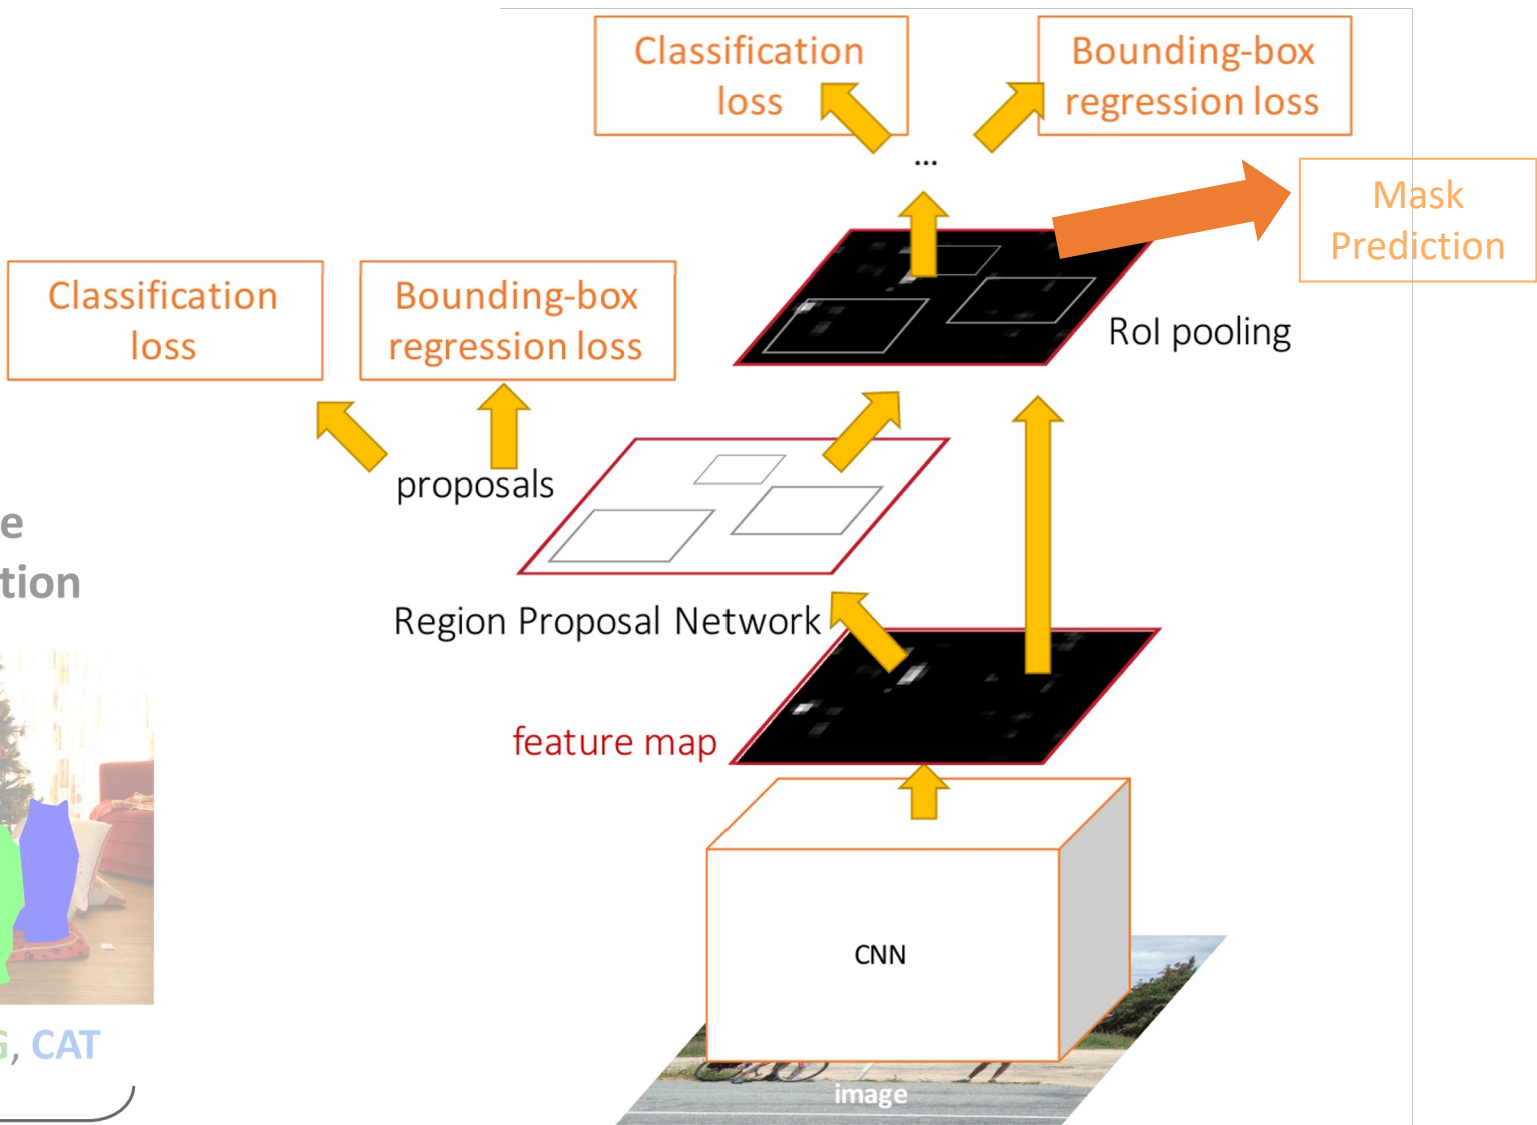 Classification
loss
Bounding-box
regression loss
...
Mask
Prediction
Classification
loss
Bounding-box
regression loss
RoI pooling
proposals
Region Proposal Network
feature map
CNN
image
e
tion
G, CAT